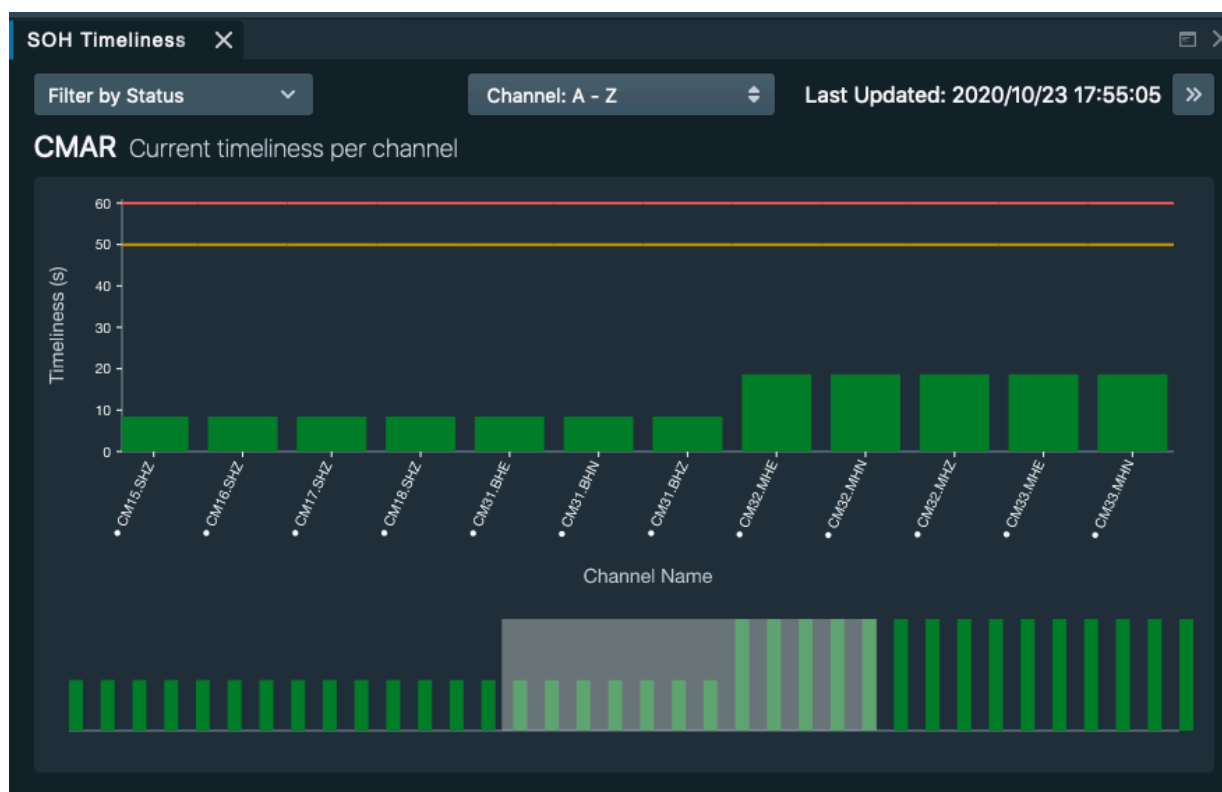 SOH Timeliness
Filter by Status
Channel: A - Z
Last Updated: 2020/10/23 17:55:05
CMAR Current timeliness per channel
60
50
40
30
20
10
0
Timeliness (s)
CM15.SHZ
CM16.SHZ
CM17.SHZ
CM18.SHZ
CM31.BHE
CM31.BHN
CM31.BHZ
CM32.MHE
CM32.MHN
CM32.MHZ
CM33.MHE
CM33.MHN
Channel Name